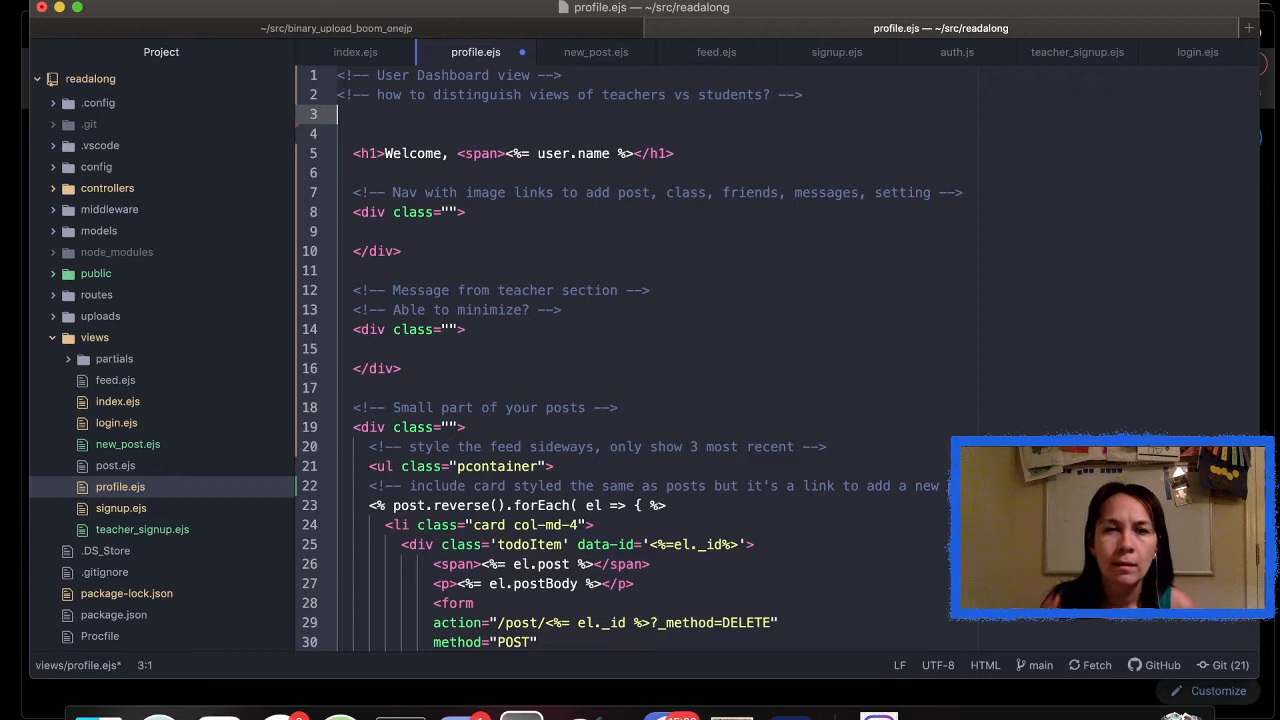 profile.ejs — ~/src/readalong
~/src/binary_upload_boom_onejp
profile.ejs — ~/src/readalong
Project
index.ejs
profile.ejs
new_post.ejs
feed.ejs
signup.ejs
auth.js
teacher_signup.ejs
login.ejs
readalong
.config
.git
.vscode
config
controllers
middleware
models
node_modules
public
routes
uploads
views
partials
feed.ejs
index.ejs
login.ejs
new_post.ejs
post.ejs
profile.ejs
signup.ejs
teacher_signup.ejs
.DS_Store
.gitignore
package-lock.json
package.json
Procfile
1 <!-- User Dashboard view -->
2 <!-- how to distinguish views of teachers vs students? -->
3
4
5 <h1>Welcome, <span><%= user.name %></h1>
6
7 <!-- Nav with image links to add post, class, friends, messages, setting -->
8 <div class="">
9
10 </div>
11
12 <!-- Message from teacher section -->
13 <!-- Able to minimize? -->
14 <div class="">
15
16 </div>
17
18 <!-- Small part of your posts -->
19 <div class="">
20 <!-- style the feed sideways, only show 3 most recent -->
21 <ul class="pcontainer">
22 <!-- include card styled the same as posts but it's a link to add a new
23 <% post.reverse().forEach( el => { %>
24 <li class="card col-md-4">
25 <div class='todoItem' data-id='<%=el._id%>'>
26 <span><%= el.post %></span>
27 <p><%= el.postBody %></p>
28 <form
29 action="/post/<%= el._id %>?_method=DELETE"
30 method="POST"
views/profile.ejs* 3:1 LF UTF-8 HTML main Fetch GitHub Git (21)
Customize